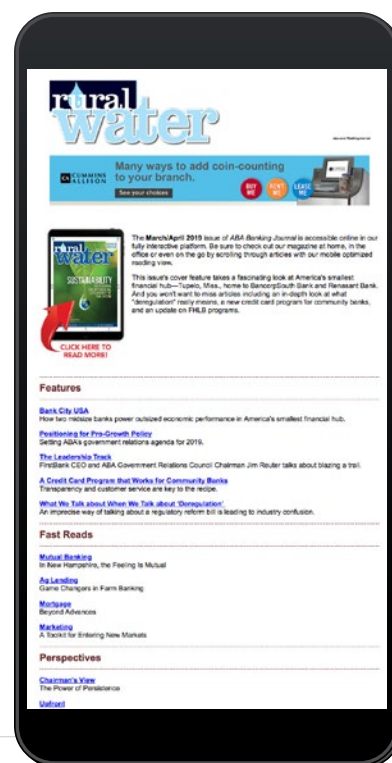 rural
water
CUMMINS
ALLISON
Many ways to add coin-counting
to your branch.
See your choices
BUY
ME
RENT
ME
LEASE
ME
rural
water
SUSTAINABILITY
CLICK HERE TO
READ MORE!
The March/April 2019 issue of ABA Banking Journal is accessible online in our
fully interactive platform. Be sure to check out our magazine at home, in the
office or even on the go by scrolling through articles with our mobile optimized
reading view.
This issue's cover feature takes a fascinating look at America's smallest
financial hub—Tupelo, Miss., home to BancorpSouth Bank and Renasant Bank.
And you won't want to miss articles including an in-depth look at what
"deregulation" really means, a new credit card program for community banks,
and an update on FHLB programs.
Features
Bank City USA
How two midsize banks power outsized economic performance in America's smallest financial hub.
Positioning for Pro-Growth Policy
Setting ABA's government relations agenda for 2019.
The Leadership Track
FirstBank CEO and ABA Government Relations Council Chairman Jim Reuter talks about blazing a trail.
A Credit Card Program that Works for Community Banks
Transparency and customer service are key to the recipe.
What We Talk about When We Talk about 'Deregulation'
An imprecise way of talking about a regulatory reform bill is leading to industry confusion.
Fast Reads
Mutual Banking
In New Hampshire, the Feeling Is Mutual
Ag Lending
Game Changers in Farm Banking
Mortgage
Beyond Advances
Marketing
A Toolkit for Entering New Markets
Perspectives
Chairman's View
The Power of Persistence
Upfront